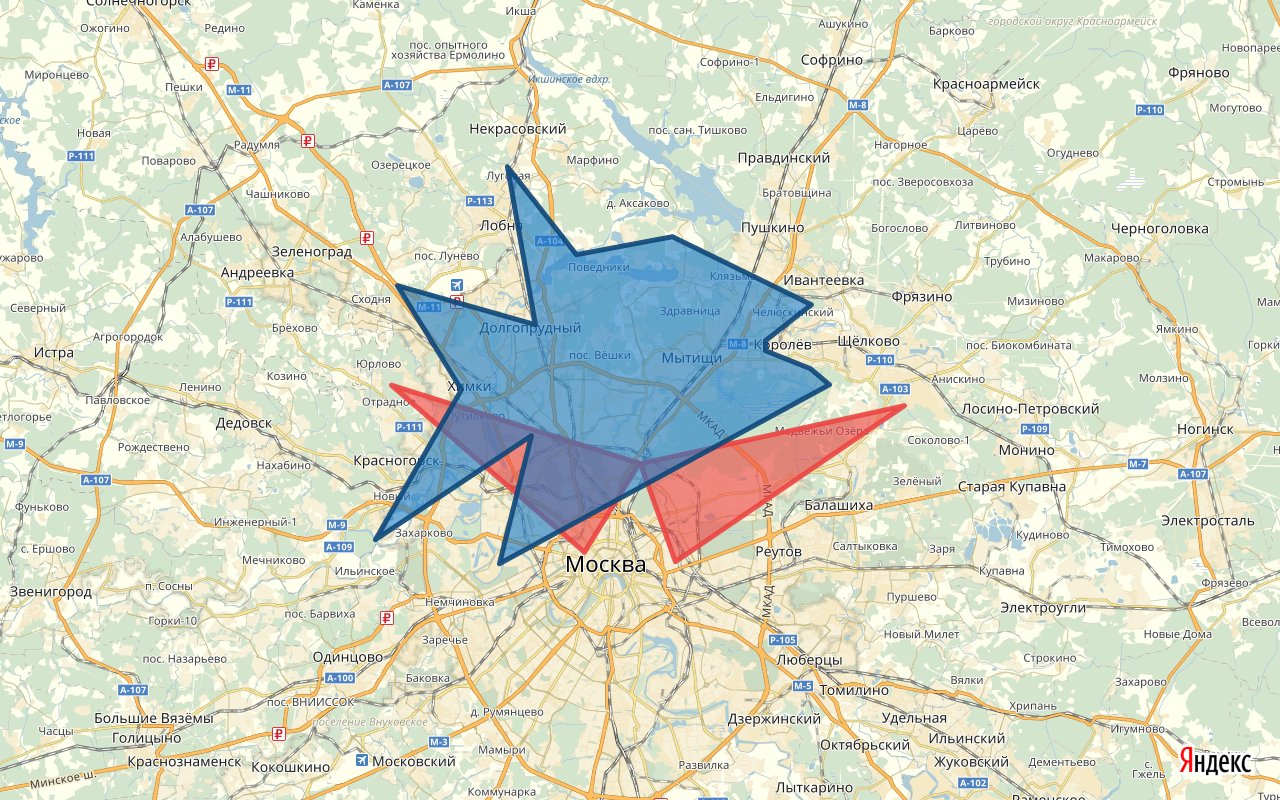 Солнечногорск
Каменка
Икша
Ашукино
городской округ Красноармейск
Ожогино
Редино
Барково
пос. опытного
хозяйства Ермолино
Новопаре
Софрино-1
Софрино
₽
Миронцево
Пешки
М-11
А-107
Икшинское вдхр.
Красноармейск
Фряново
Ельдигино
М-8
Р-110
Могутово
ское
Новая
₽
Некрасовский
пос. сан. Тишково
Царёво
Радумля
Нагорное
Огуднево
Р-111
Поварово
Озерецкое
Марфино
Правдинский
Луговая
пос. Зверосовхоза
Стромынь
Чашниково
Братовщина
Р-113
д. Аксаково
А-107
Лобня
Пушкино
Богослово
Литвиново
Черноголовка
Алабушево
₽
А-104
Зеленоград
пос. Лунёво
Макарово
ужарово
Трубино
Андреевка
Поведники
Клязьма
Ивантеевка
Сходня
₽
Фрязино
Мизиново
Р-111
М-11
Северный
Здравница
Челюскинский
Брёхово
Долгопрудный
Ямкино
Агрогородок
М-8
Королёв
Щёлково
пос. Биокомбината
Горки
Истра
пос. Вёшки
Мытищи
Р-110
Юрлово
Козино
Анискино
Молзино
Ленино
Химки
А-103
Павловское
Отрадное
етлогорье
Путилково
МКАД
Лосино-Петровский
Дедовск
Р-111
Р-109
Ногинск
М-9
Рождествено
Медвежьи Озёра
Соколово-1
Монино
Нахабино
Красногорск
М-7
А-107
А-107
Зелёный
Старая Купавна
Фуньково
Новый
МКАД
Балашиха
Инженерный-1
М-9
Электросталь
Захарково
Кудиново
с. Ершово
А-109
Салтыковка
Заря
Тимохово
Мечниково
Реутов
Ильинское
Москва
Купавна
Звенигород
п. Сосны
Фрязево
Пуршево
Немчиновка
МКАД
Электроугли
пос. Барвиха
₽
Горки-10
Всевол
Новый Милет
Новые Дома
Заречье
Р-105
пос. Назарьево
Одинцово
Люберцы
Строкино
А-100
Баковка
Вялки
А-107
М-5
Томилино
Захарово
пос. ВНИИССОК
Хрипань
Большие Вязёмы
поселение Внуковское
д. Румянцево
Дзержинский
Удельная
Часцы
₽
Игумново
Голицыно
М-3
Ильинский
Мамыри
Октябрьский
Краснознаменск
Московский
Жуковский
Дементьево
с.
Гжель
Кокошкино
Развилка
Минское ш.
А-102
Лыткарино
Коммунарка
Раменское
Яндекс